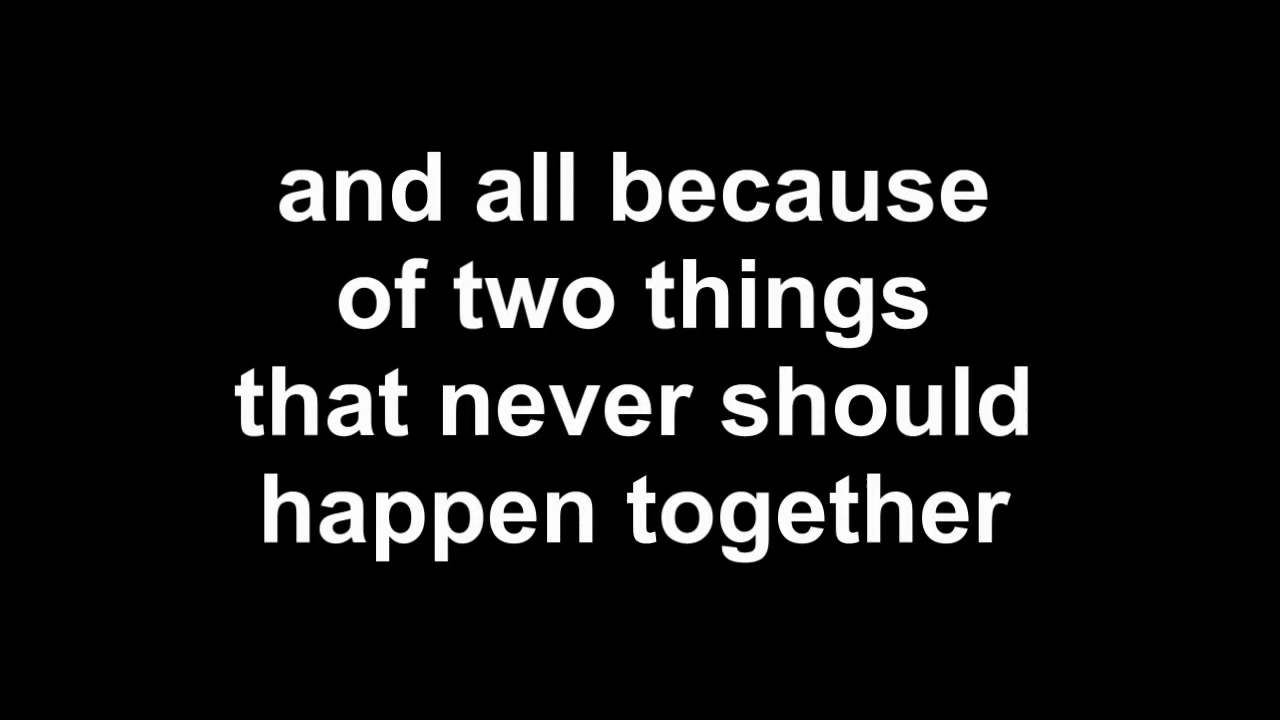 and all because
of two things
that never should
happen together